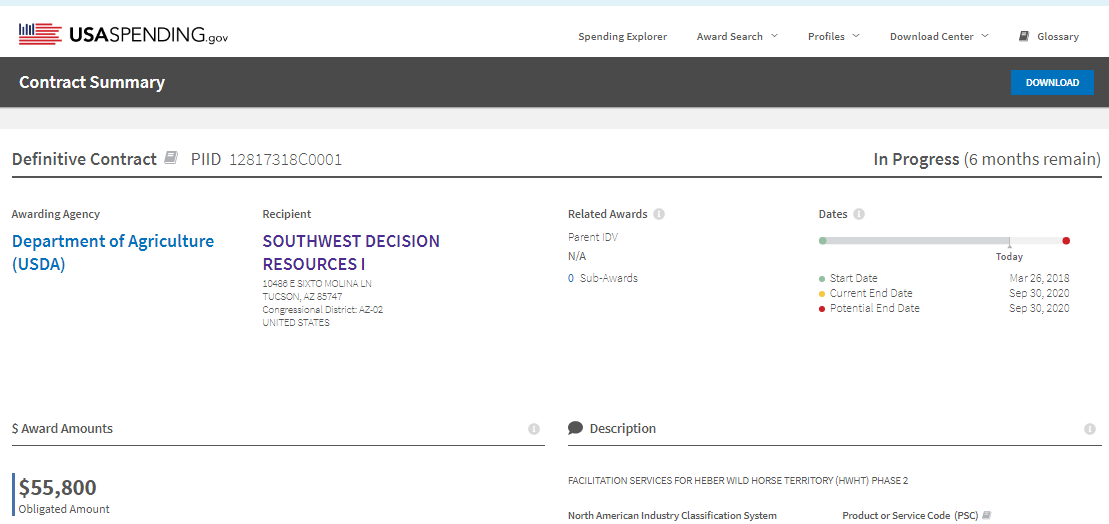 USASPENDING.gov
Spending Explorer Award Search Profiles Download Center Glossary
Contract Summary
DOWNLOAD
Definitive Contract PIID 12817318C0001
In Progress (6 months remain)
Awarding Agency
Department of Agriculture
(USDA)
Recipient
SOUTHWEST DECISION
RESOURCES I
10486 E SIXTO MOLINA LN
TUCSON, AZ 85747
Congressional District: AZ-02
UNITED STATES
Related Awards
Parent IDV
N/A
0 Sub-Awards
Dates
Today
Start Date Mar 26, 2018
Current End Date Sep 30, 2020
Potential End Date Sep 30, 2020
$ Award Amounts
$55,800
Obligated Amount
Description
FACILITATION SERVICES FOR HEBER WILD HORSE TERRITORY (HWHT) PHASE 2
North American Industry Classification System
Product or Service Code (PSC)